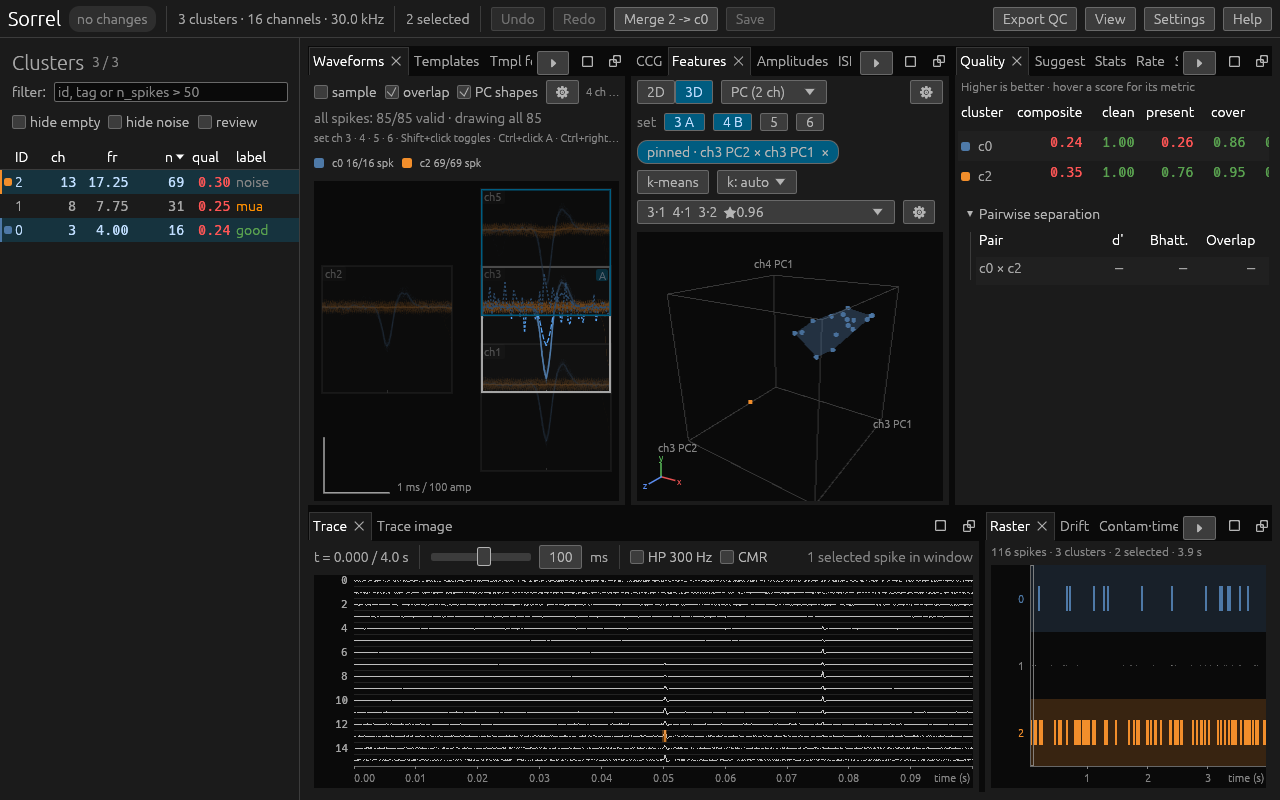 Sorrel no changes 3 clusters · 16 channels · 30.0 kHz 2 selected Undo Redo Merge 2 -> c0 Save Export QC View Settings Help
Clusters 3 / 3
filter: id, tag or n_spikes > 50
hide empty hide noise review
ID ch fr n▼ qual label
2 13 17.25 69 0.30 noise
1 8 7.75 31 0.25 mua
0 3 4.00 16 0.24 good
Waveforms × Templates Tmpl f
sample overlap PC shapes 4 ch ...
all spikes: 85/85 valid · drawing all 85
set ch 3 · 4 · 5 · 6 · Shift+click toggles · Ctrl+click A · Ctrl+right...
c0 16/16 spk c2 69/69 spk
ch5
ch2
ch3 A
ch1
1 ms / 100 amp
CCG Features × Amplitudes ISI
2D 3D PC (2 ch)
set 3 A 4 B 5 6
pinned · ch3 PC2 × ch3 PC1 ×
k-means k: auto
3·1 4·1 3·2 ★0.96
ch4 PC1
ch3 PC1
ch3 PC2
y
z x
Quality × Suggest Stats Rate
Higher is better · hover a score for its metric
cluster composite clean present cover
c0 0.24 1.00 0.26 0.86
c2 0.35 1.00 0.76 0.95
▼ Pairwise separation
Pair d' Bhatt. Overlap
c0 × c2 – – –
Trace × Trace image
t = 0.000 / 4.0 s 100 ms HP 300 Hz CMR 1 selected spike in window
0
2
4
6
8
10
12
14
0.00 0.01 0.02 0.03 0.04 0.05 0.06 0.07 0.08 0.09 time (s)
Raster × Drift Contam-time
116 spikes · 3 clusters · 2 selected · 3.9 s
0
1
2
1 2 3 time (s)